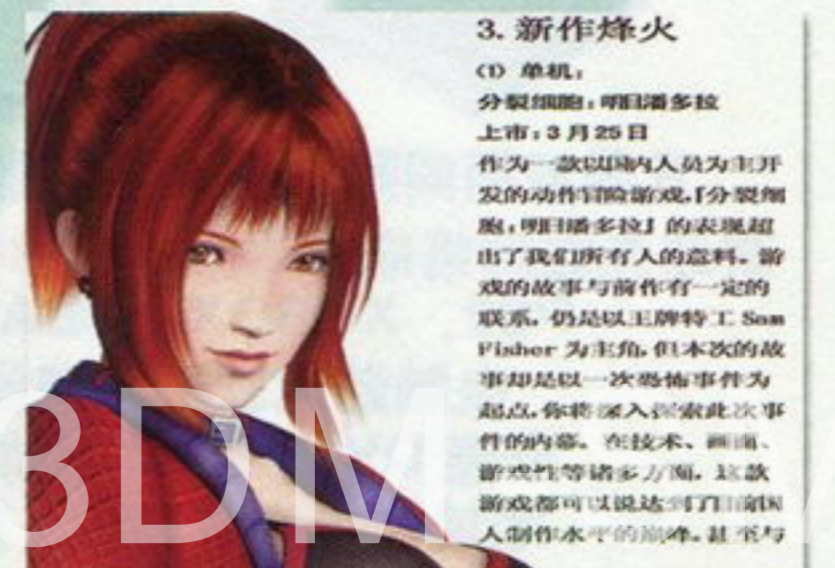 3. 新作烽火
(1) 单机:
分裂细胞:明日潘多拉
上市:3月25日
作为一款以国内人员为主开
发的动作冒险游戏,「分裂细
胞:明日潘多拉」的表现超
出了我们所有人的意料。游
戏的故事与前作有一定的
联系。仍是以王牌特工 Sam
Fisher 为主角,但本次的故
事却是以一次恐怖事件为
起点,你将深入探索此次事
件的内幕。在技术、画面、
游戏性等诸多方面,这款
游戏都可以说达到了目前国
人制作水平的巅峰。甚至与
3DM